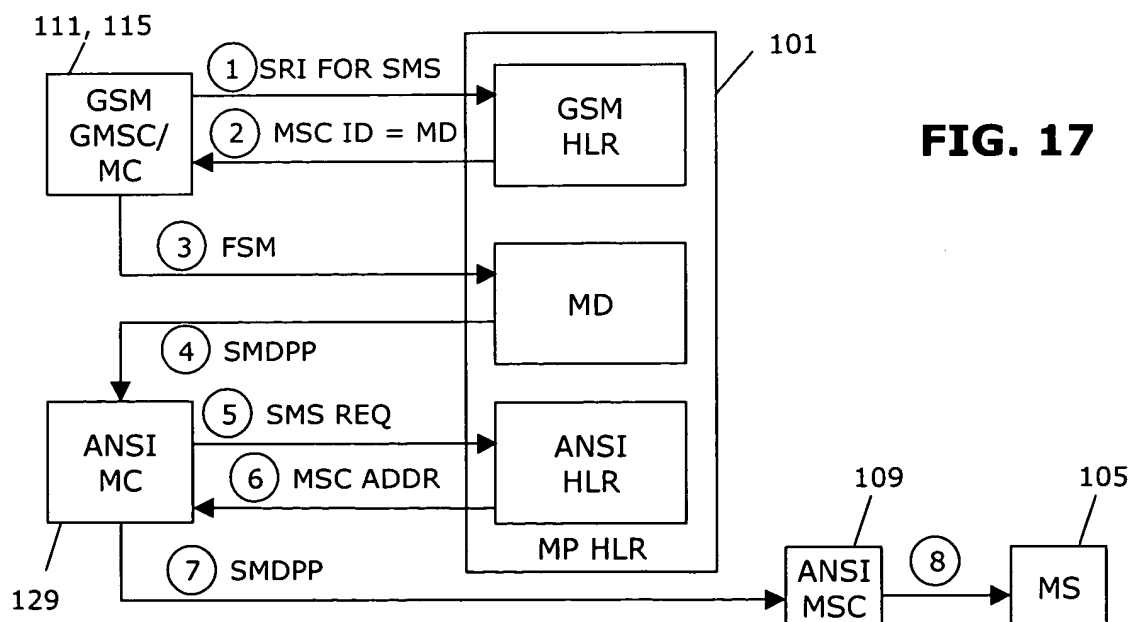 111, 115
101
1 SRI FOR SMS
GSM
GMSC/
MC
GSM
HLR
FIG. 17
2 MSC ID = MD
3 FSM
MD
4 SMDPP
5 SMS REQ
ANSI
MC
ANSI
HLR
6 MSC ADDR
109
105
MP HLR
7 SMDPP
8
ANSI
MSC
MS
129